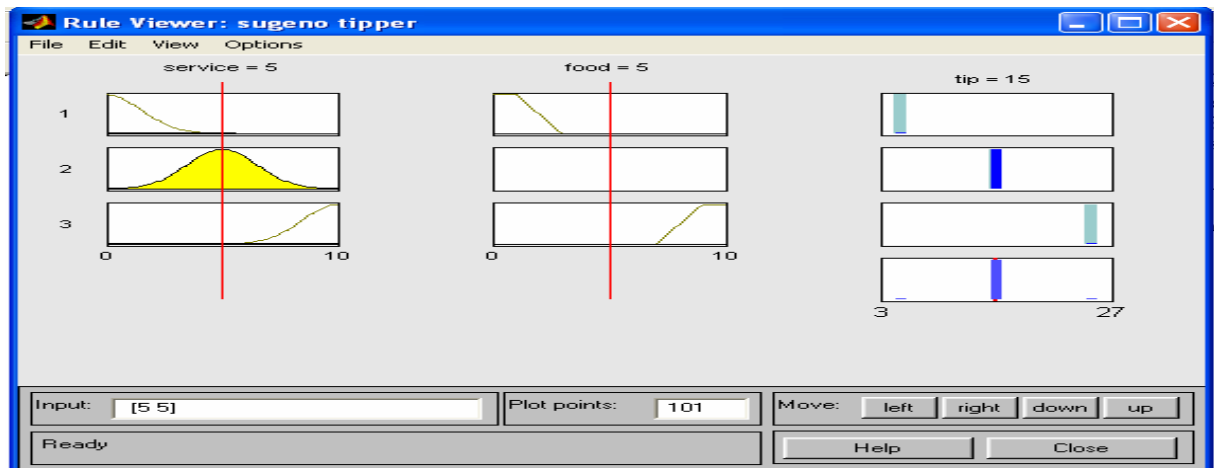 Rule Viewer: sugeno tipper
File Edit View Options
service = 5 food = 5 tip = 15
1
2
3
0 10 0 10
3 27
Input: [5 5] Plot points: 101 Move: left right down up
Ready Help Close